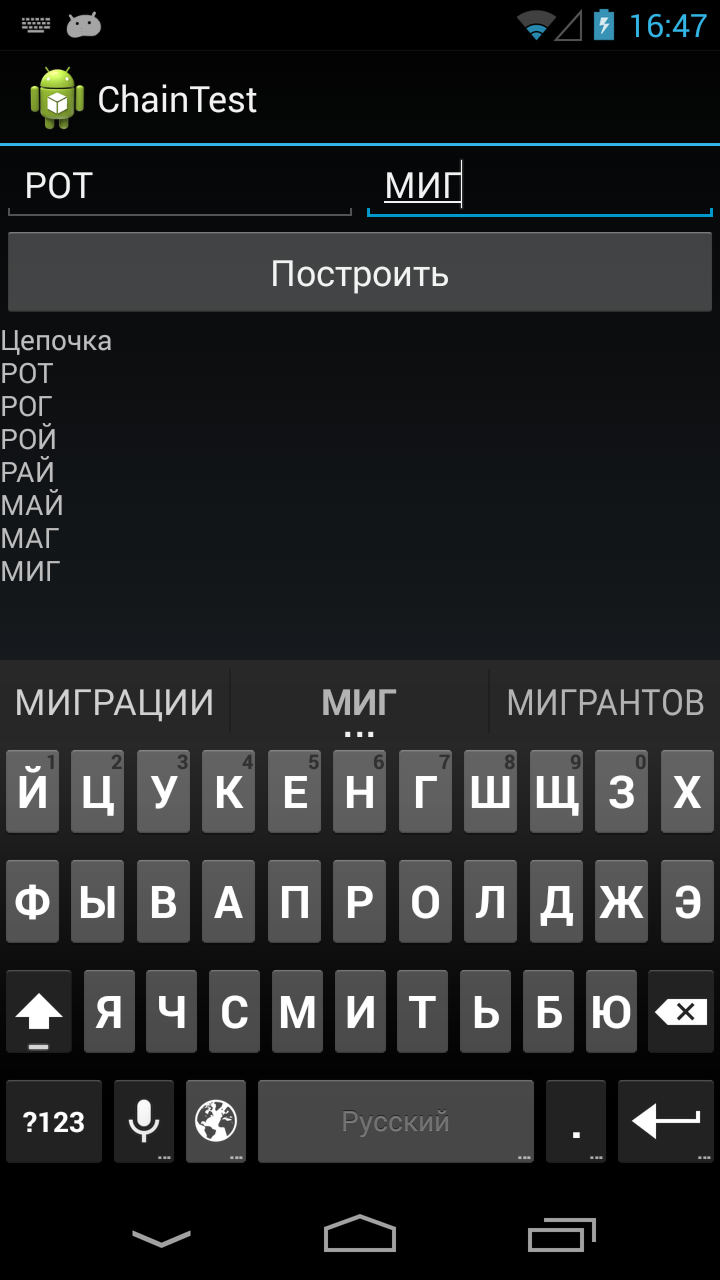 16:47
ChainTest
РОТ МИГ
Построить
Цепочка
РОТ
РОГ
РОЙ
РАЙ
МАЙ
МАГ
МИГ
МИГРАЦИИ МИГ МИГРАНТОВ
...
1 2 3 4 5 6 7 8 9 0
Й Ц У К Е Н Г Ш Щ З Х
Ф Ы В А П Р О Л Д Ж Э
Я Ч С М И Т Ь Б Ю
?123 Русский .